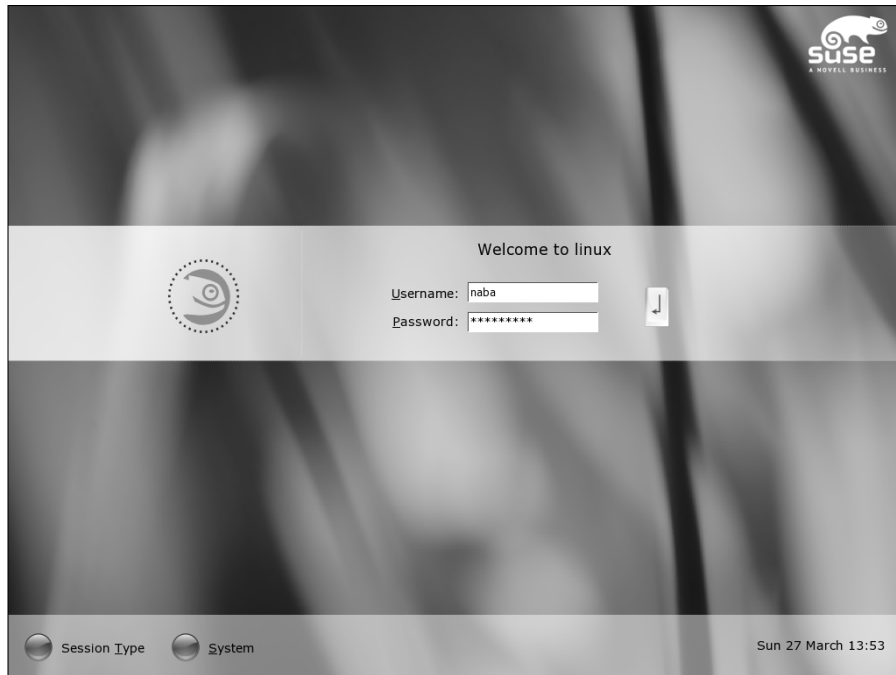 SUSE
A NOVELL BUSINESS
Welcome to linux
Username: naba
Password: *********
Session Type
System
Sun 27 March 13:53